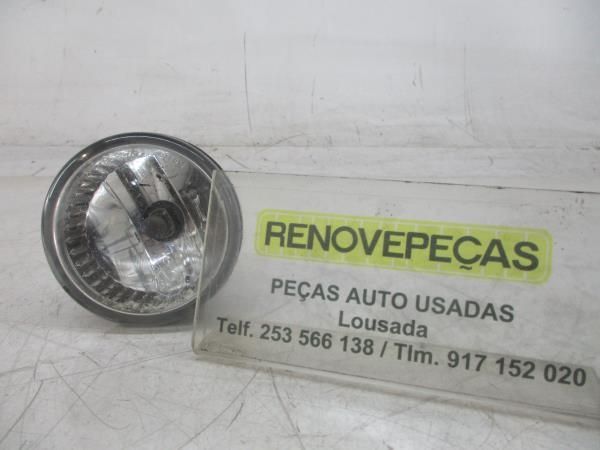 RENOVEPEÇAS
PEÇAS AUTO USADAS
Lousada
Telf. 253 566 138 / Tlm. 917 152 020